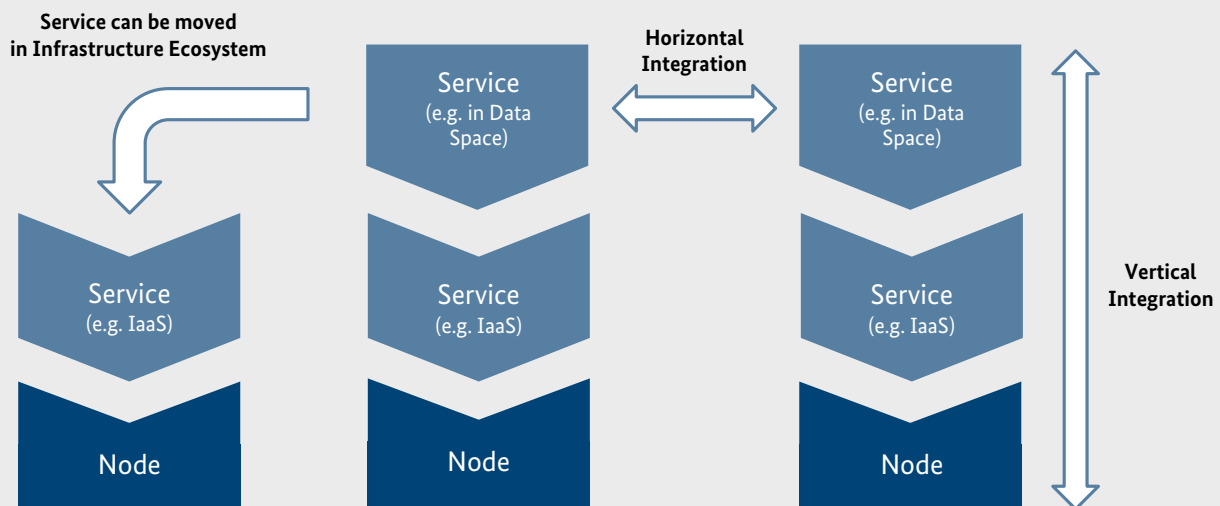 Service can be moved
in Infrastructure Ecosystem
Service
(e.g. in Data
Space)
Horizontal
Integration
Service
(e.g. in Data
Space)
Service
(e.g. IaaS)
Service
(e.g. IaaS)
Service
(e.g. IaaS)
Vertical
Integration
Node
Node
Node